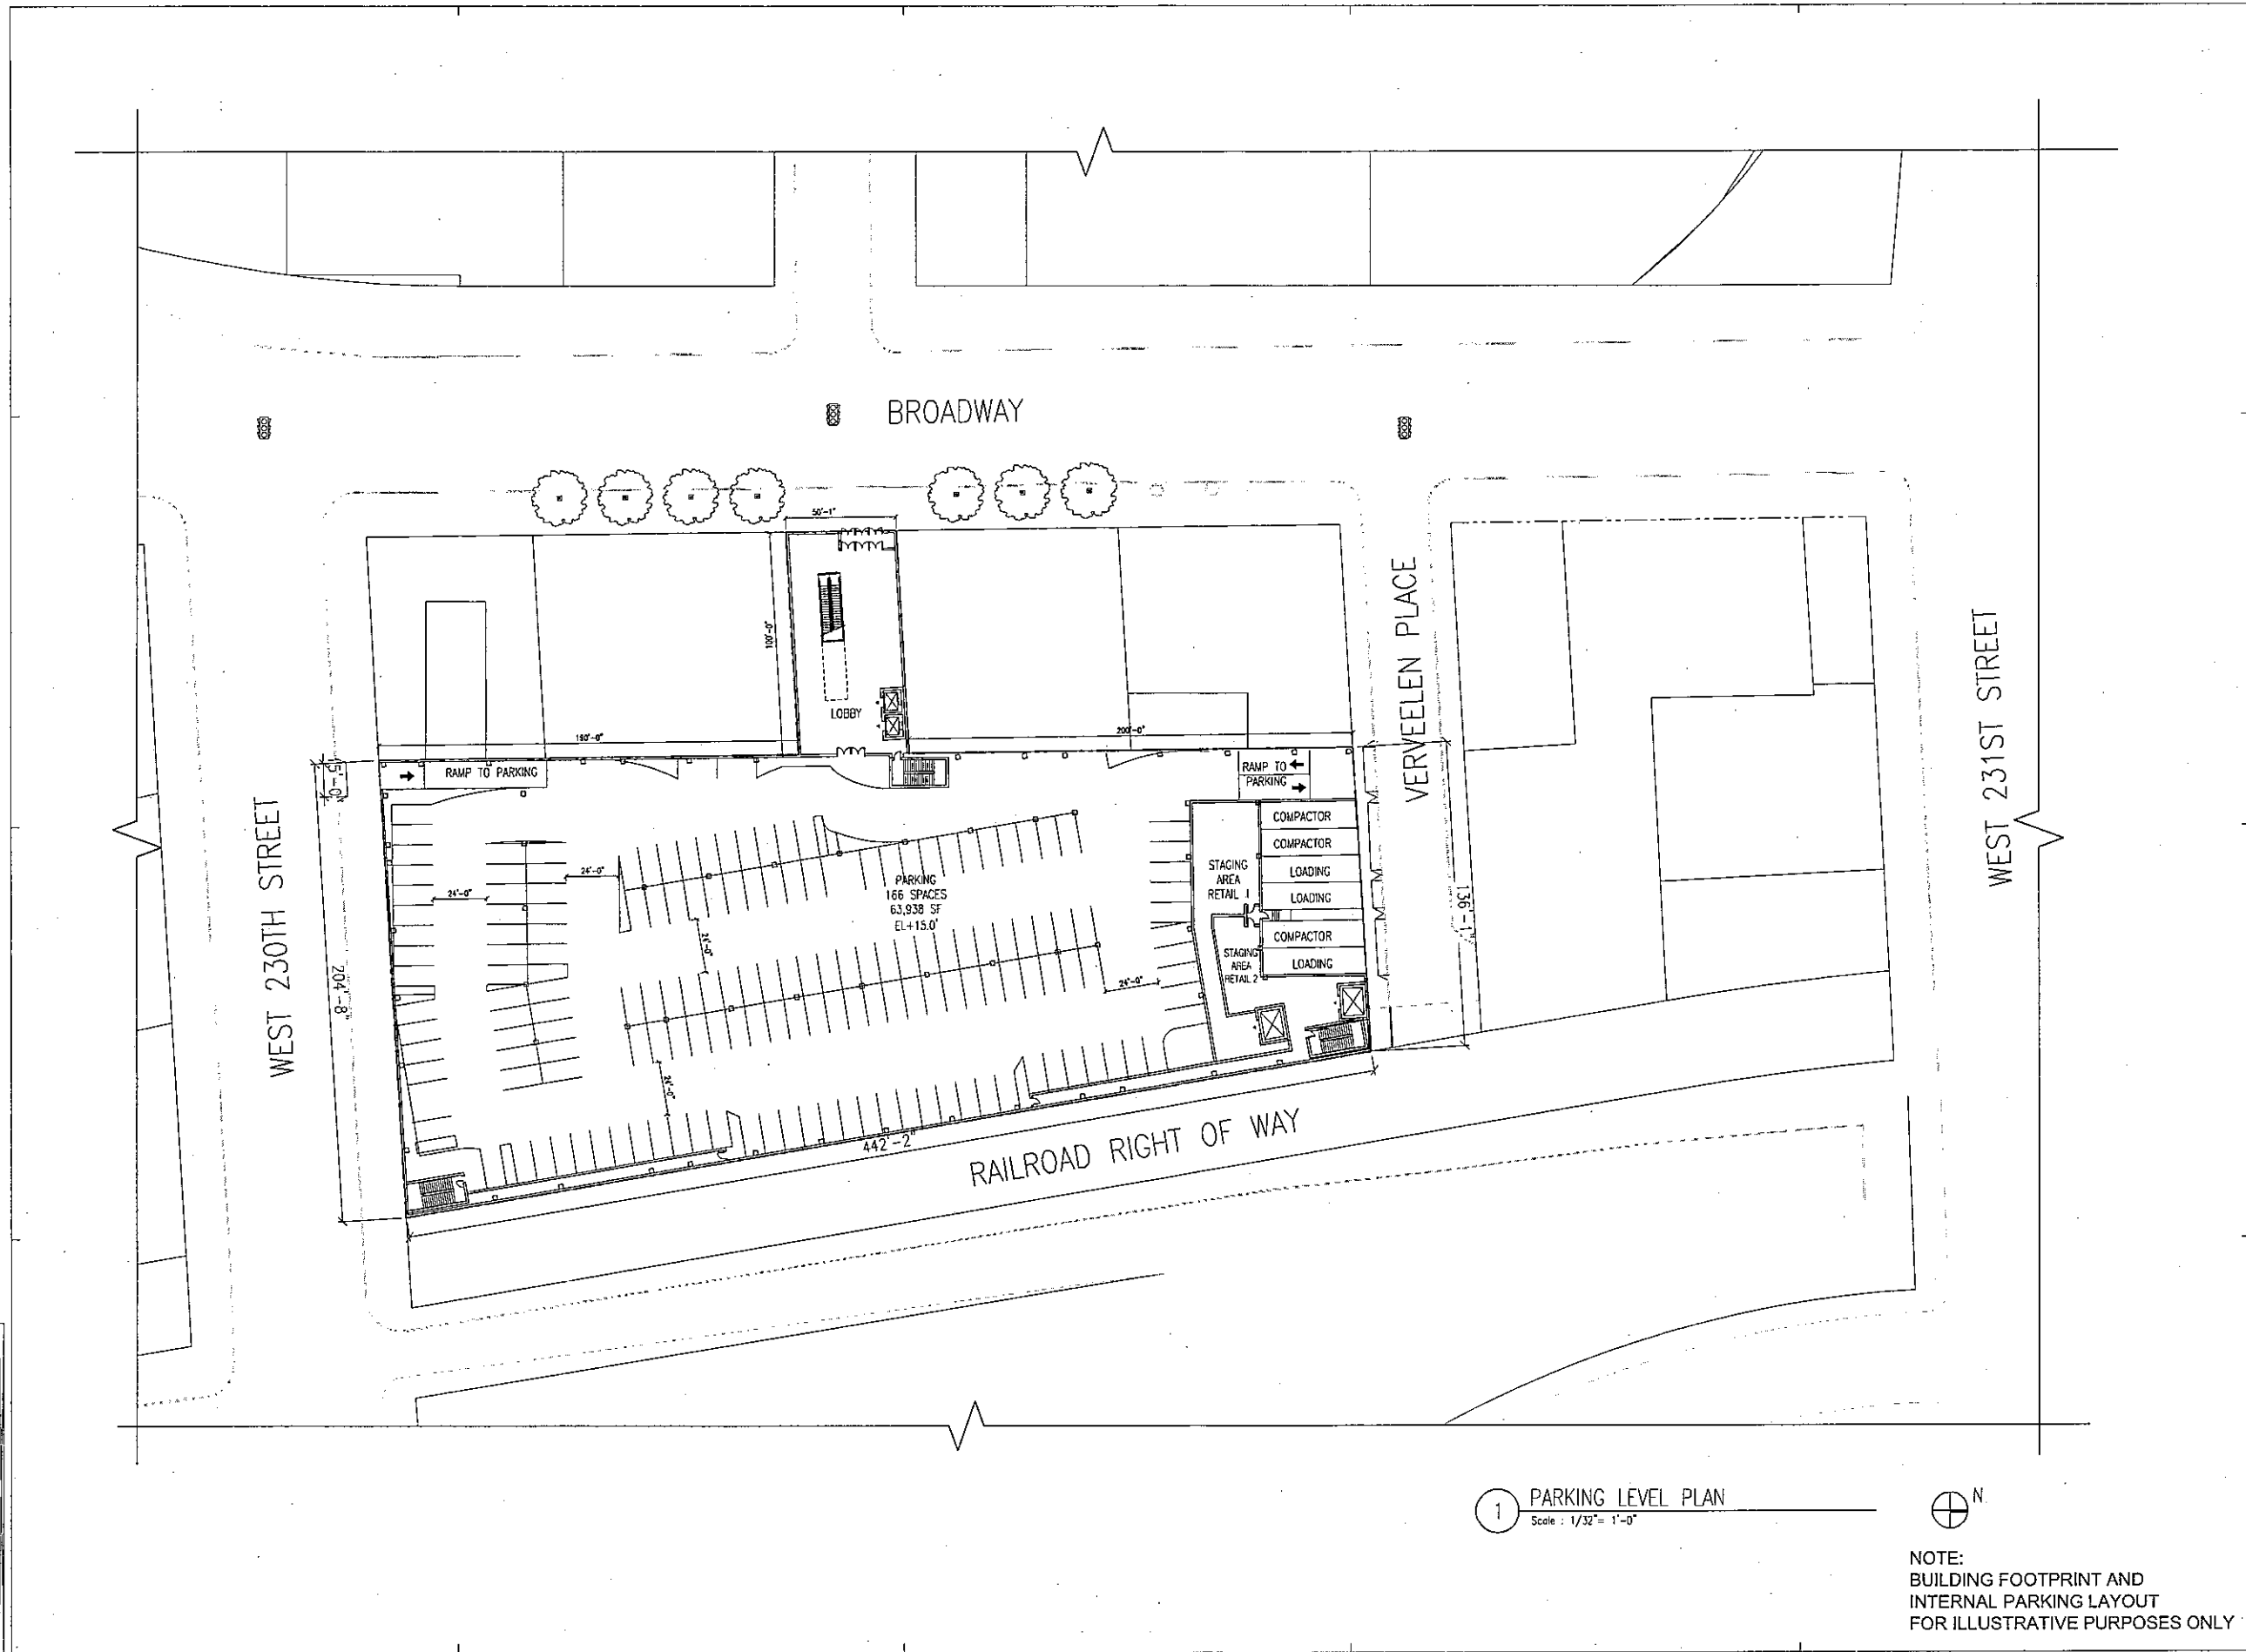 BROADWAY
50'-1"
100'-0"
VERVEELEN PLACE
WEST 231ST STREET
LOBBY
190'-0"
200'-0"
15'-0"
RAMP TO PARKING
RAMP TO
PARKING
COMPACTOR
COMPACTOR
LOADING
LOADING
COMPACTOR
LOADING
STAGING
AREA
RETAIL 1
STAGING
AREA
RETAIL 2
WEST 230TH STREET
24'-0"
24'-0"
PARKING
166 SPACES
63,938 SF
EL+15.0'
24'-0"
24'-0"
24'-0"
136'-1"
204'-8"
442'-2"
RAILROAD RIGHT OF WAY
1
PARKING LEVEL PLAN
Scale : 1/32"= 1'-0"
N
NOTE:
BUILDING FOOTPRINT AND
INTERNAL PARKING LAYOUT
FOR ILLUSTRATIVE PURPOSES ONLY